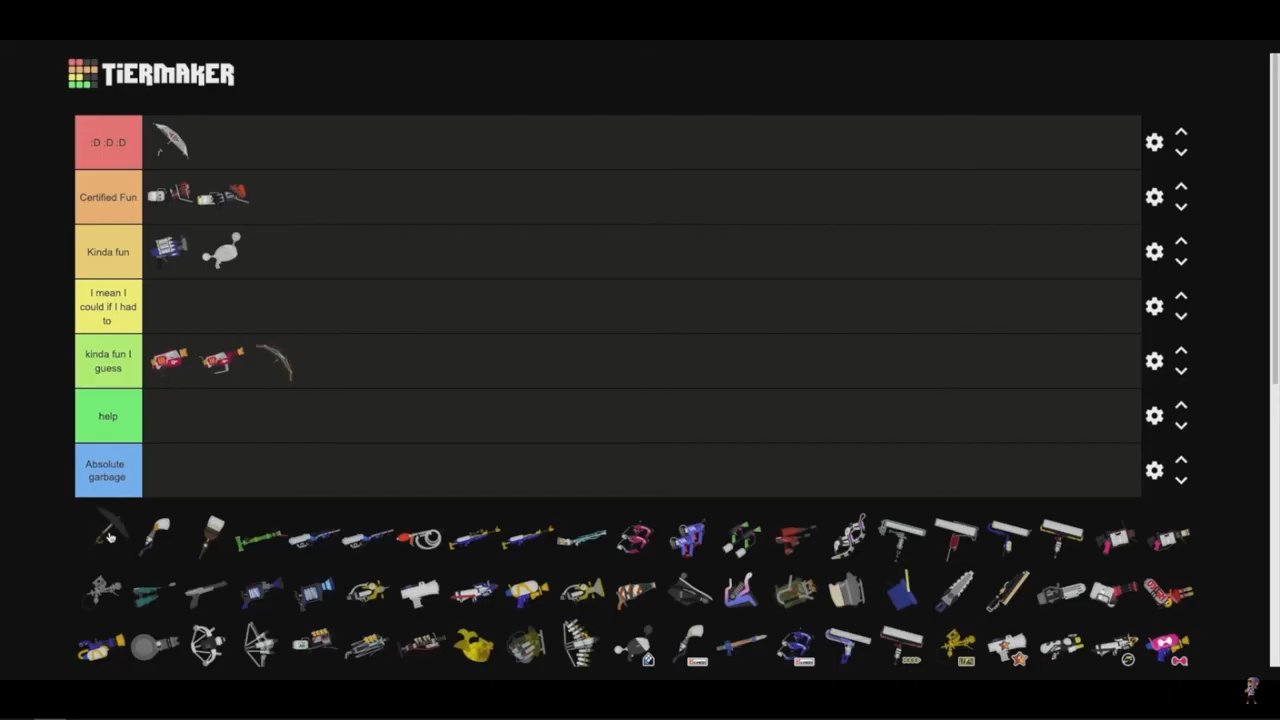 TiERMAKER
:D :D :D
Certified Fun
Kinda fun
I mean I
could if I had
to
kinda fun I
guess
help
Absolute
garbage